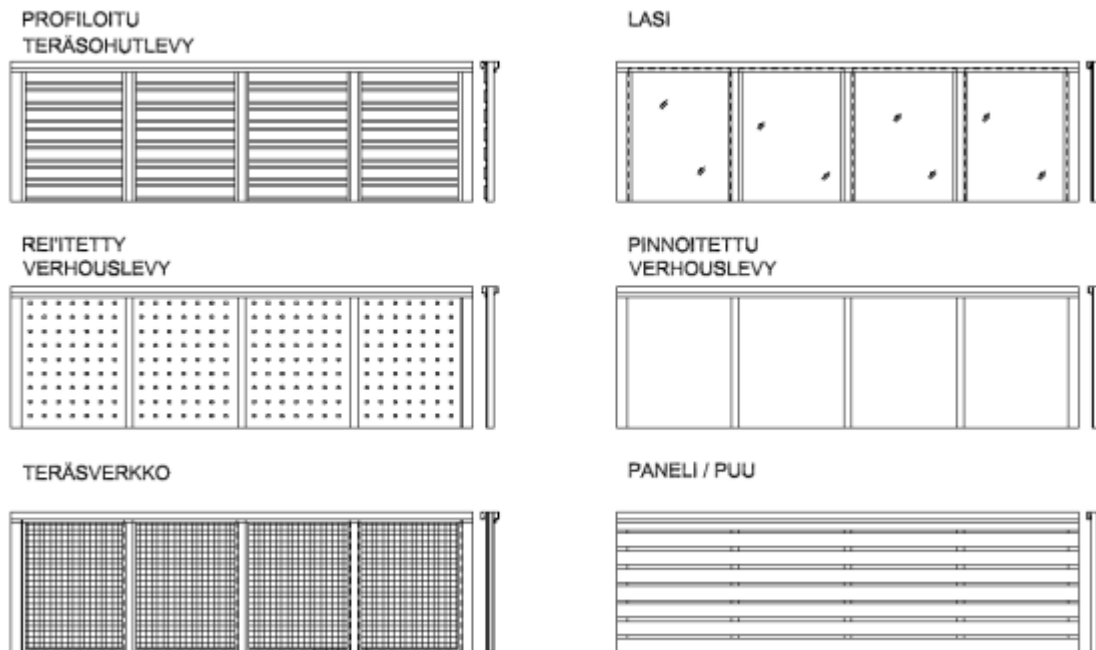 PROFILOITU
TERÄSOHUTLEVY
LASI
REI'ITETTY
VERHOUSLEVY
PINNOITETTU
VERHOUSLEVY
TERÄSVERKKO
PANELI / PUU